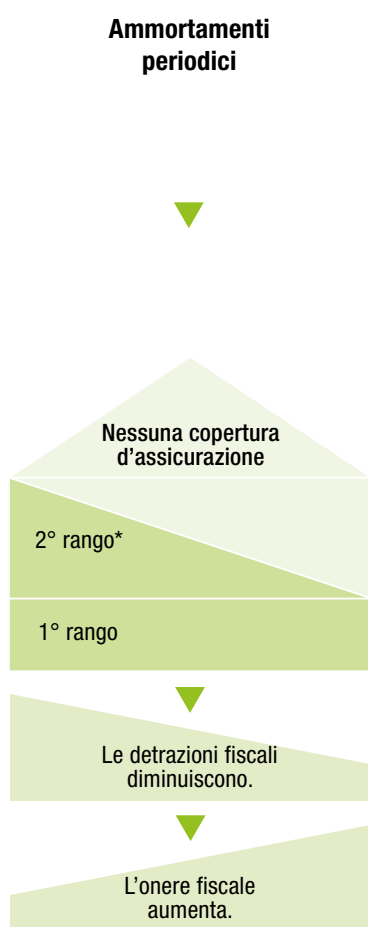 Ammortamenti
periodici
Nessuna copertura
d’assicurazione
2° rango*
1° rango
Le detrazioni fiscali
diminuiscono.
L’onere fiscale
aumenta.